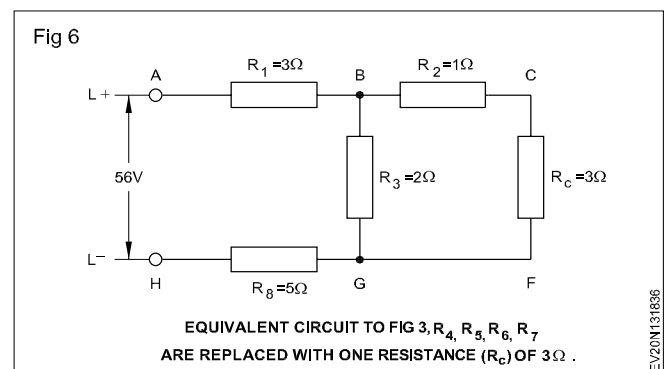 Fig 6
R1=3Ω
R2=1Ω
A
B
C
L+
56V
R3=2Ω
Rc=3Ω
L−
H
R8=5Ω
G
F
EQUIVALENT CIRCUIT TO FIG 3, R4, R5, R6, R7
ARE REPLACED WITH ONE RESISTANCE (Rc) OF 3Ω .
EV20N131836